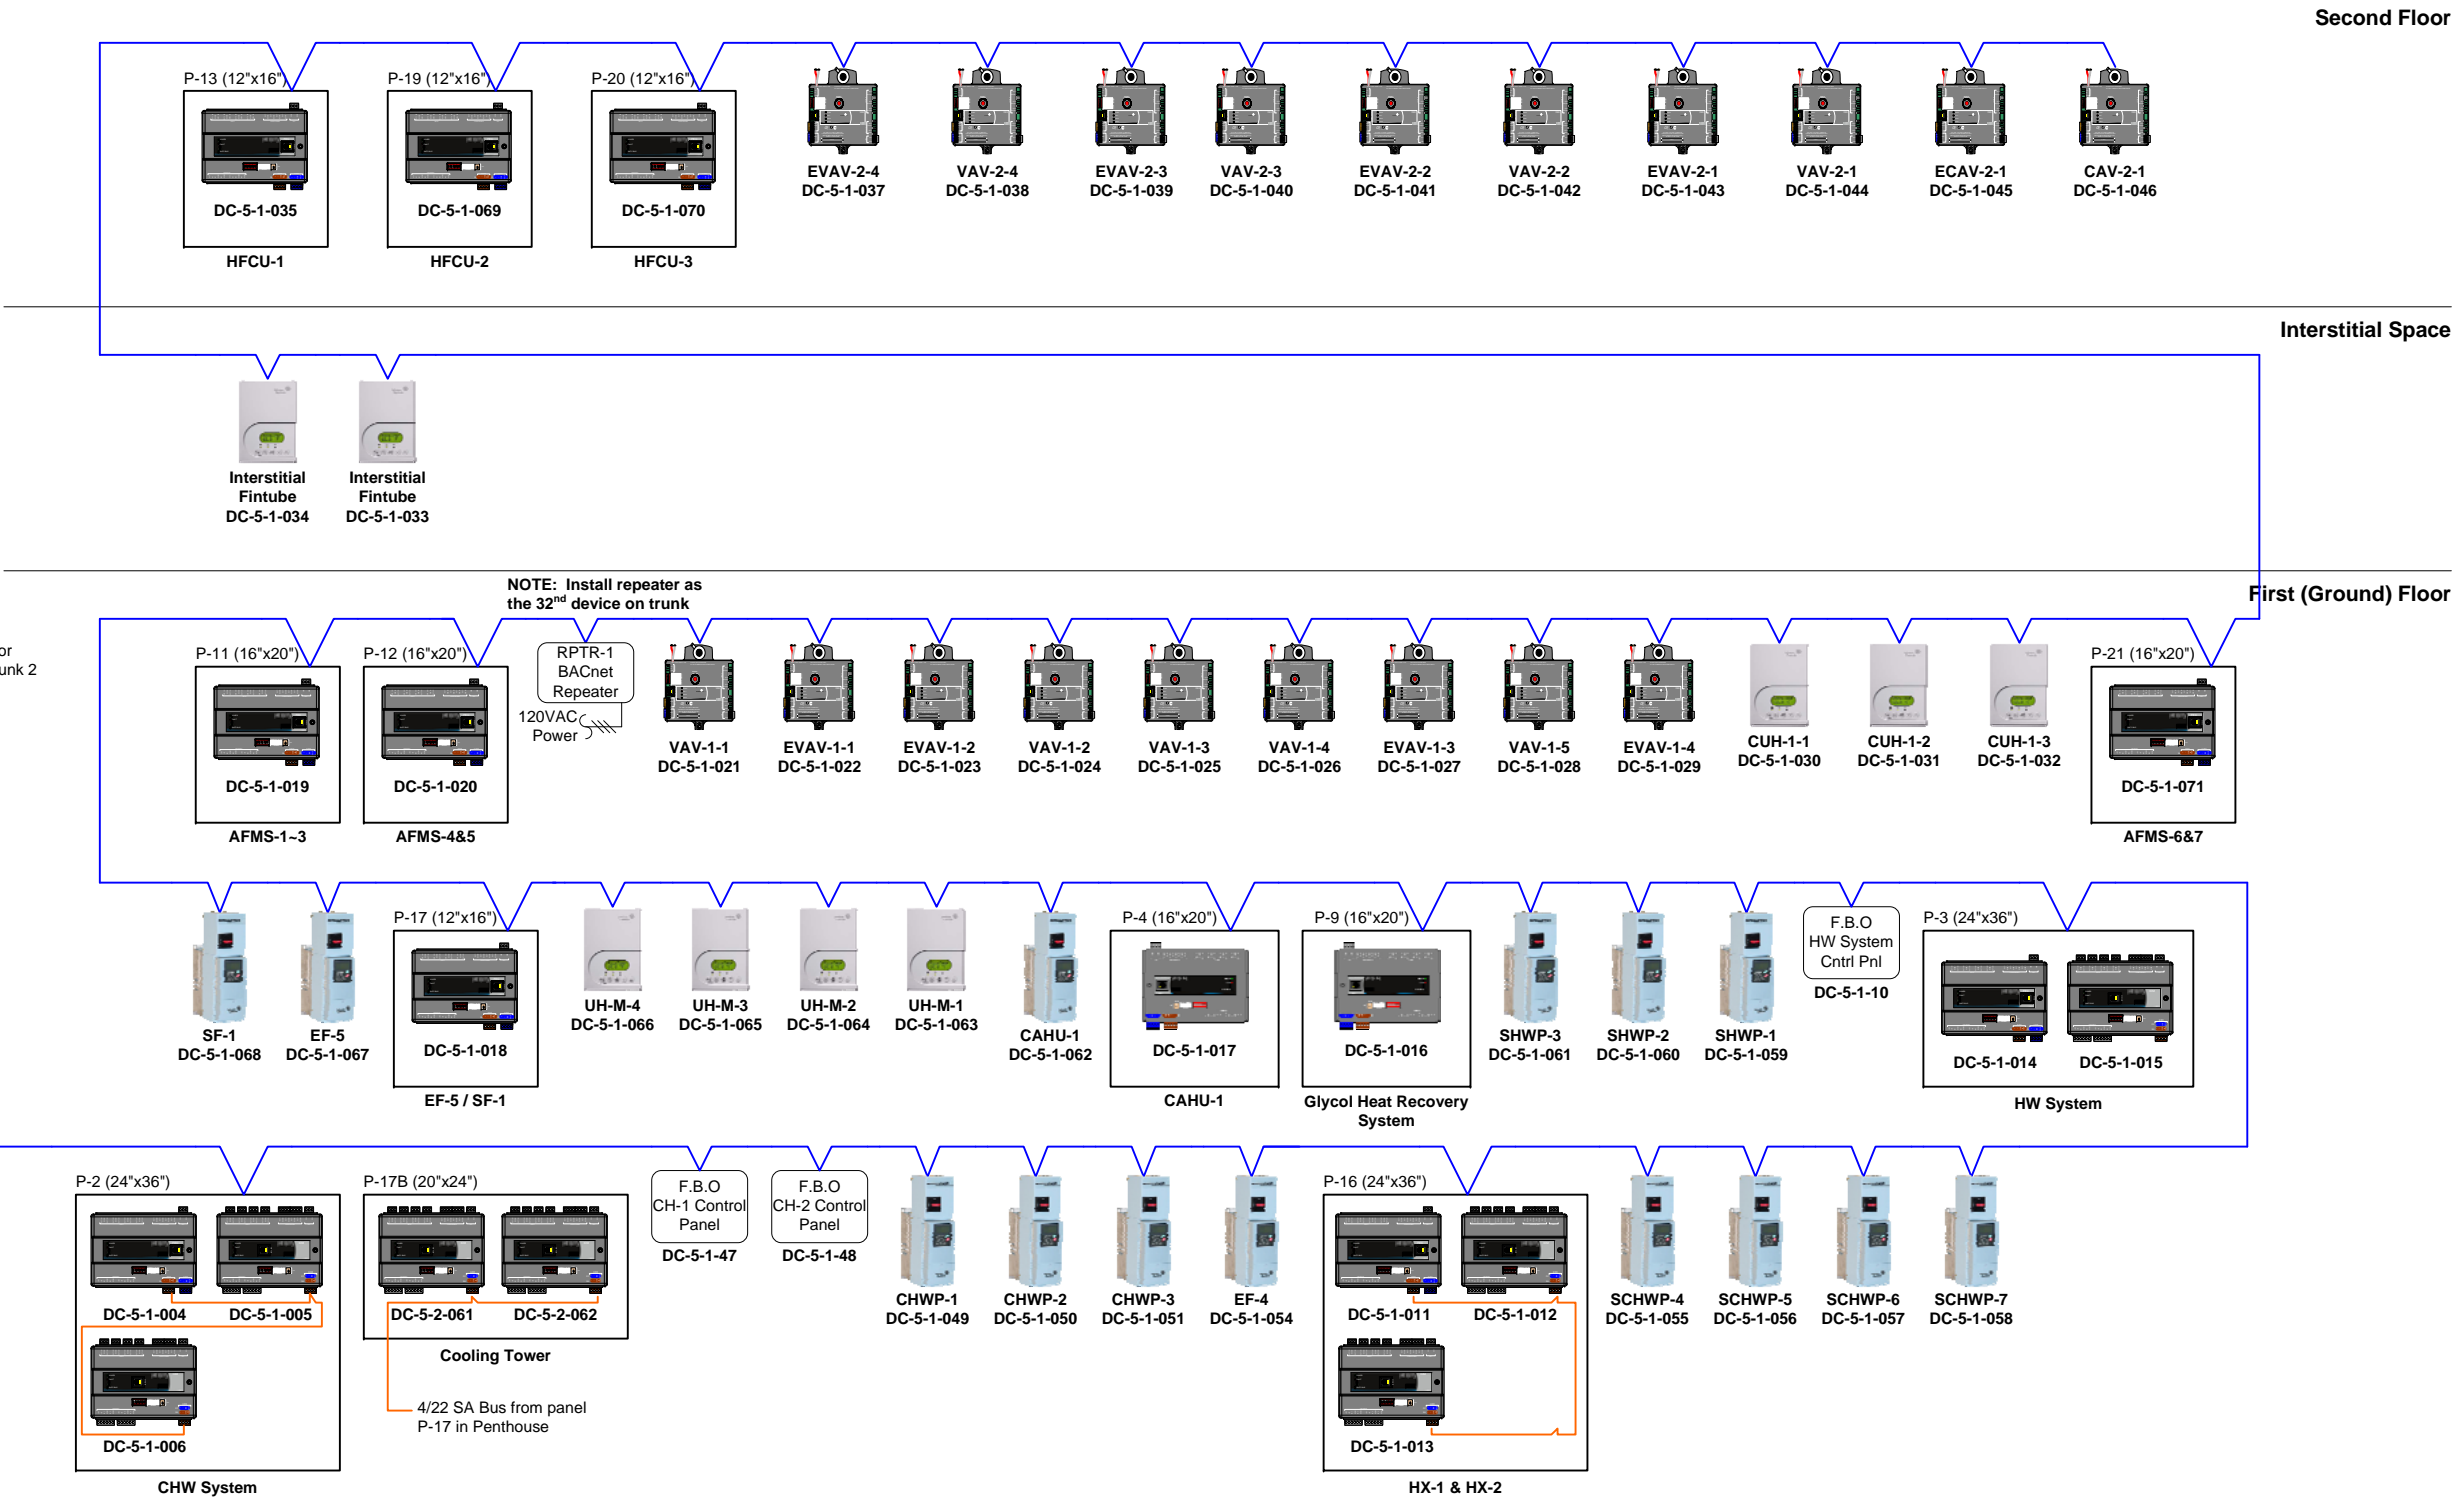 Second Floor
P-13 (12"x16")
P-19 (12"x16")
P-20 (12"x16")
DC-5-1-035
DC-5-1-069
DC-5-1-070
HFCU-1
HFCU-2
HFCU-3
EVAV-2-4
DC-5-1-037
VAV-2-4
DC-5-1-038
EVAV-2-3
DC-5-1-039
VAV-2-3
DC-5-1-040
EVAV-2-2
DC-5-1-041
VAV-2-2
DC-5-1-042
EVAV-2-1
DC-5-1-043
VAV-2-1
DC-5-1-044
ECAV-2-1
DC-5-1-045
CAV-2-1
DC-5-1-046
Interstitial Space
Interstitial
Fintube
DC-5-1-034
Interstitial
Fintube
DC-5-1-033
First (Ground) Floor
NOTE: Install repeater as
the 32nd device on trunk
or
unk 2
P-11 (16"x20")
DC-5-1-019
AFMS-1~3
P-12 (16"x20")
DC-5-1-020
AFMS-4&5
RPTR-1
BACnet
Repeater
120VAC
Power
VAV-1-1
DC-5-1-021
EVAV-1-1
DC-5-1-022
EVAV-1-2
DC-5-1-023
VAV-1-2
DC-5-1-024
VAV-1-3
DC-5-1-025
VAV-1-4
DC-5-1-026
EVAV-1-3
DC-5-1-027
VAV-1-5
DC-5-1-028
EVAV-1-4
DC-5-1-029
CUH-1-1
DC-5-1-030
CUH-1-2
DC-5-1-031
CUH-1-3
DC-5-1-032
P-21 (16"x20")
DC-5-1-071
AFMS-6&7
SF-1
DC-5-1-068
EF-5
DC-5-1-067
P-17 (12"x16")
DC-5-1-018
EF-5 / SF-1
UH-M-4
DC-5-1-066
UH-M-3
DC-5-1-065
UH-M-2
DC-5-1-064
UH-M-1
DC-5-1-063
CAHU-1
DC-5-1-062
P-4 (16"x20")
DC-5-1-017
CAHU-1
P-9 (16"x20")
DC-5-1-016
Glycol Heat Recovery
System
SHWP-3
DC-5-1-061
SHWP-2
DC-5-1-060
SHWP-1
DC-5-1-059
F.B.O
HW System
Cntrl Pnl
DC-5-1-10
P-3 (24"x36")
DC-5-1-014
DC-5-1-015
HW System
P-2 (24"x36")
DC-5-1-004
DC-5-1-005
DC-5-1-006
CHW System
P-17B (20"x24")
DC-5-2-061
DC-5-2-062
Cooling Tower
4/22 SA Bus from panel
P-17 in Penthouse
F.B.O
CH-1 Control
Panel
DC-5-1-47
F.B.O
CH-2 Control
Panel
DC-5-1-48
CHWP-1
DC-5-1-049
CHWP-2
DC-5-1-050
CHWP-3
DC-5-1-051
EF-4
DC-5-1-054
P-16 (24"x36")
DC-5-1-011
DC-5-1-012
DC-5-1-013
HX-1 & HX-2
SCHWP-4
DC-5-1-055
SCHWP-5
DC-5-1-056
SCHWP-6
DC-5-1-057
SCHWP-7
DC-5-1-058